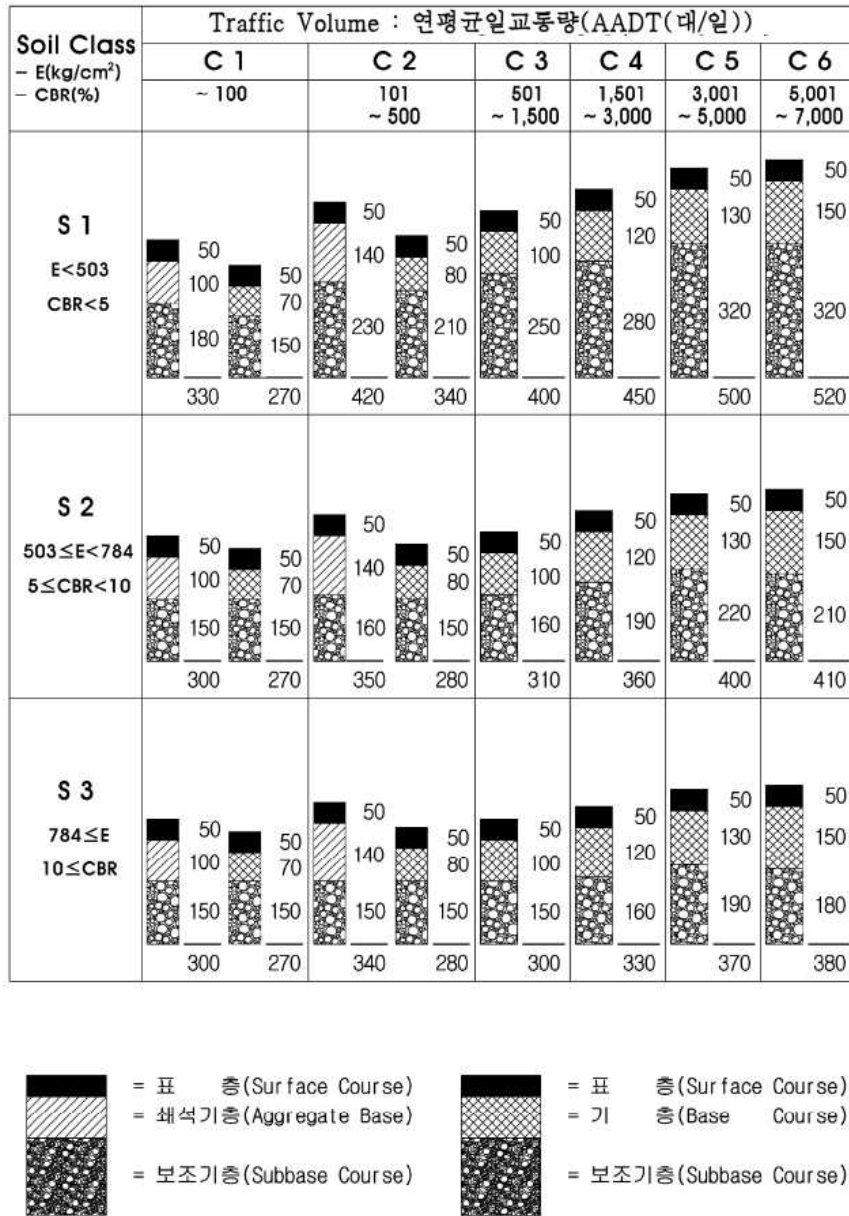 Traffic Volume : 연평균일교통량(AADT(대/일))
Soil Class
- E(kg/cm²)
- CBR(%)
C 1 C 2 C 3 C 4 C 5 C 6
~ 100 101 ~ 500 501 ~ 1,500 1,501 ~ 3,000 3,001 ~ 5,000 5,001 ~ 7,000
S 1
E<503
CBR<5
50 100 180 330
50 70 150 270
50 140 230 420
50 80 210 340
50 100 250 400
50 120 280 450
50 130 320 500
50 150 320 520
S 2
503≤E<784
5≤CBR<10
50 100 150 300
50 70 150 270
50 140 160 350
50 80 150 280
50 100 160 310
50 120 190 360
50 130 220 400
50 150 210 410
S 3
784≤E
10≤CBR
50 100 150 300
50 70 150 270
50 140 150 340
50 80 150 280
50 100 150 300
50 120 160 330
50 130 190 370
50 150 180 380
= 표 층(Surface Course)
= 쇄석기층(Aggregate Base)
= 보조기층(Subbase Course)
= 표 층(Surface Course)
= 기 층(Base Course)
= 보조기층(Subbase Course)